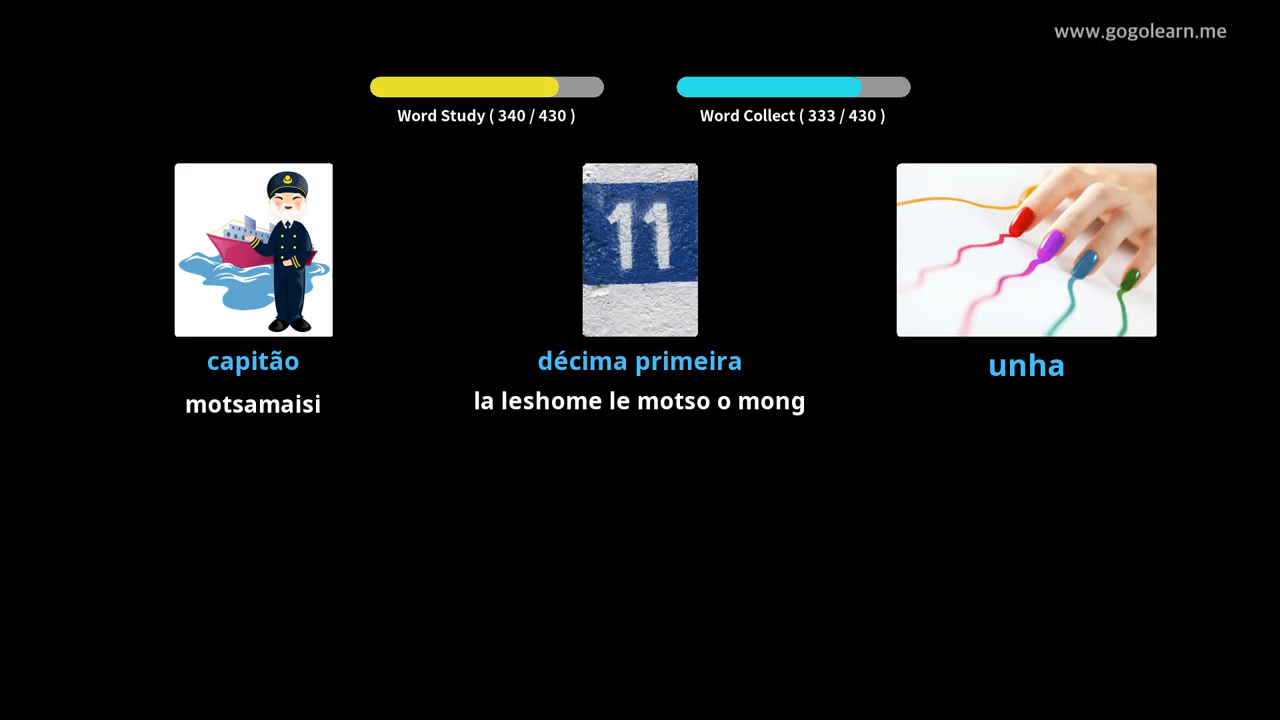 www.gogolearn.me
Word Study ( 340 / 430 )
Word Collect ( 333 / 430 )
11
capitão
décima primeira
unha
motsamaisi
la leshome le motso o mong